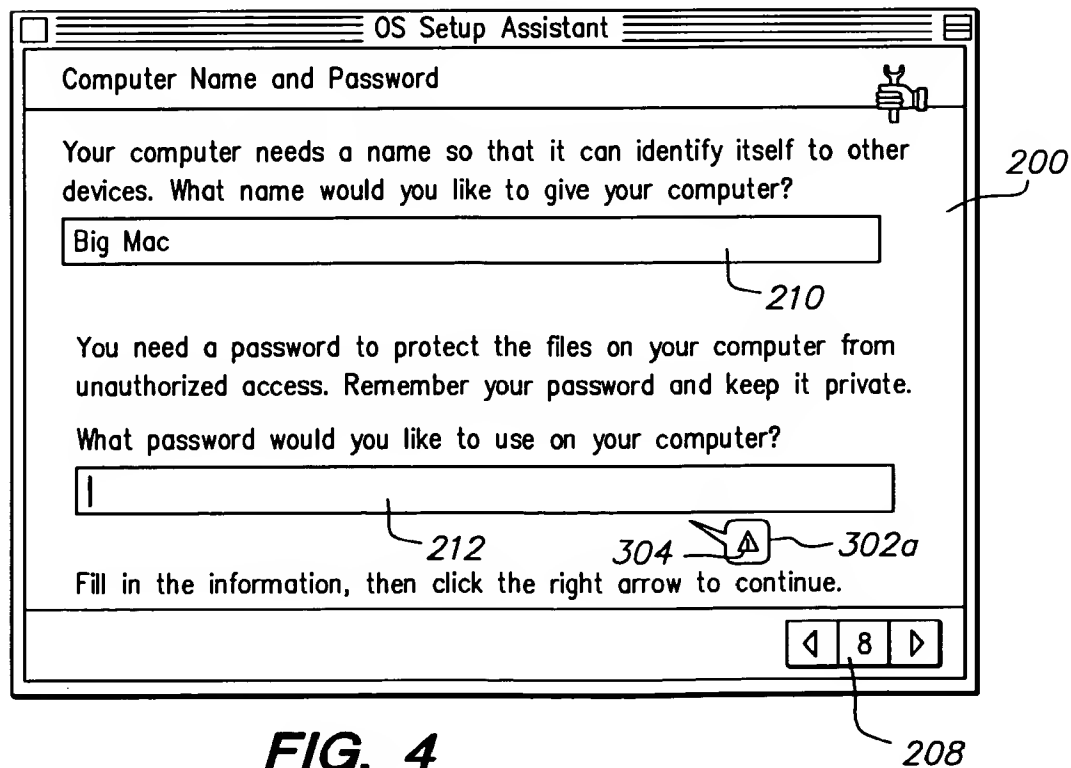 OS Setup Assistant
Computer Name and Password
Your computer needs a name so that it can identify itself to other
devices. What name would you like to give your computer?
200
Big Mac
210
You need a password to protect the files on your computer from
unauthorized access. Remember your password and keep it private.
What password would you like to use on your computer?
212
304
302a
Fill in the information, then click the right arrow to continue.
8
208
FIG. 4